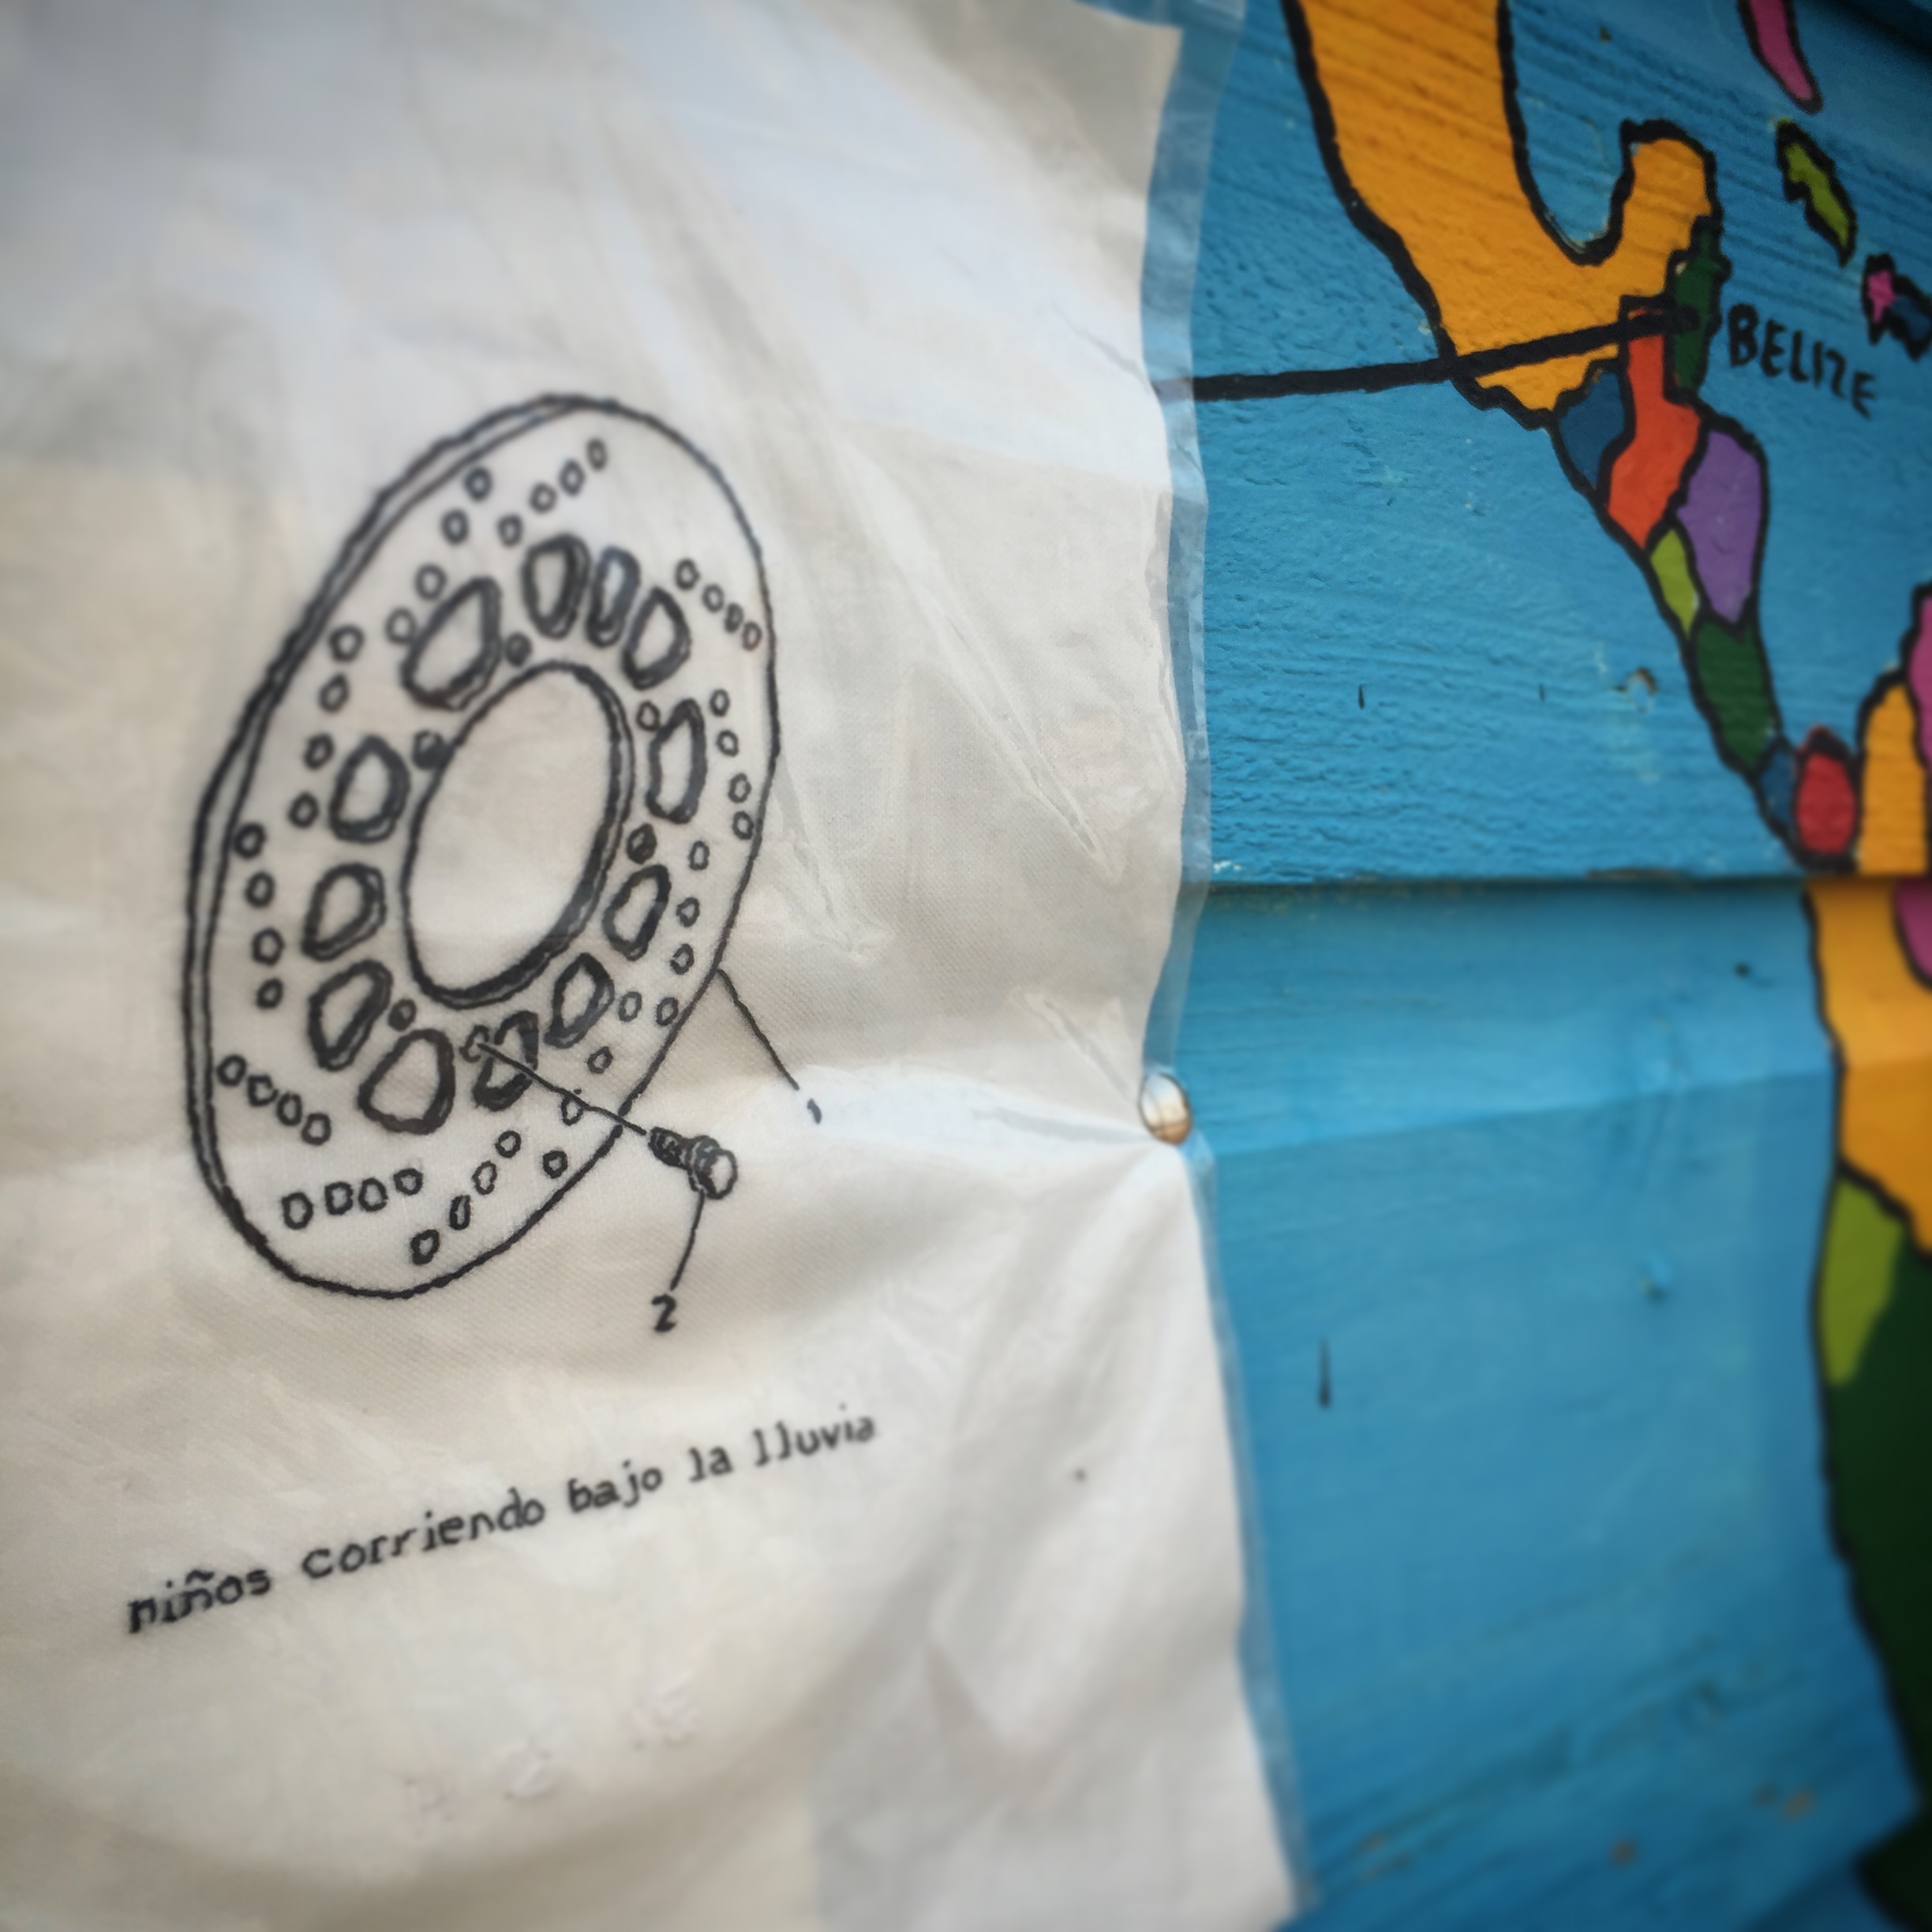 BELIZE
1
2
niños corriendo bajo la lluvia